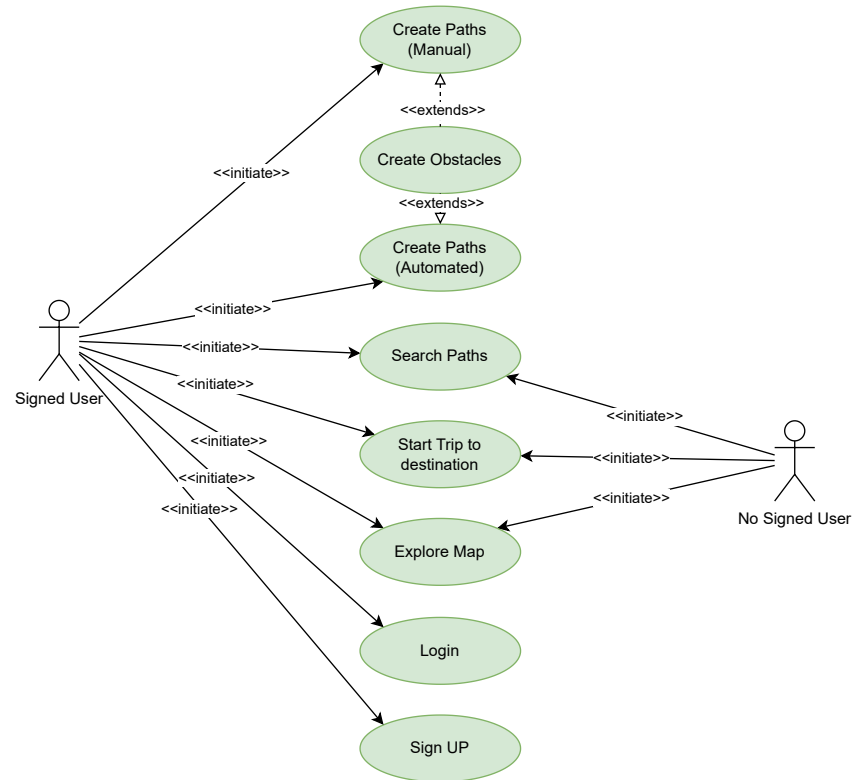 Create Paths
(Manual)
<<extends>>
Create Obstacles
<<initiate>>
<<extends>>
Create Paths
(Automated)
<<initiate>>
<<initiate>>
Search Paths
<<initiate>>
Signed User
<<initiate>>
<<initiate>>
Start Trip to
destination
<<initiate>>
<<initiate>>
<<initiate>>
<<initiate>>
<<initiate>>
No Signed User
Explore Map
Login
Sign UP